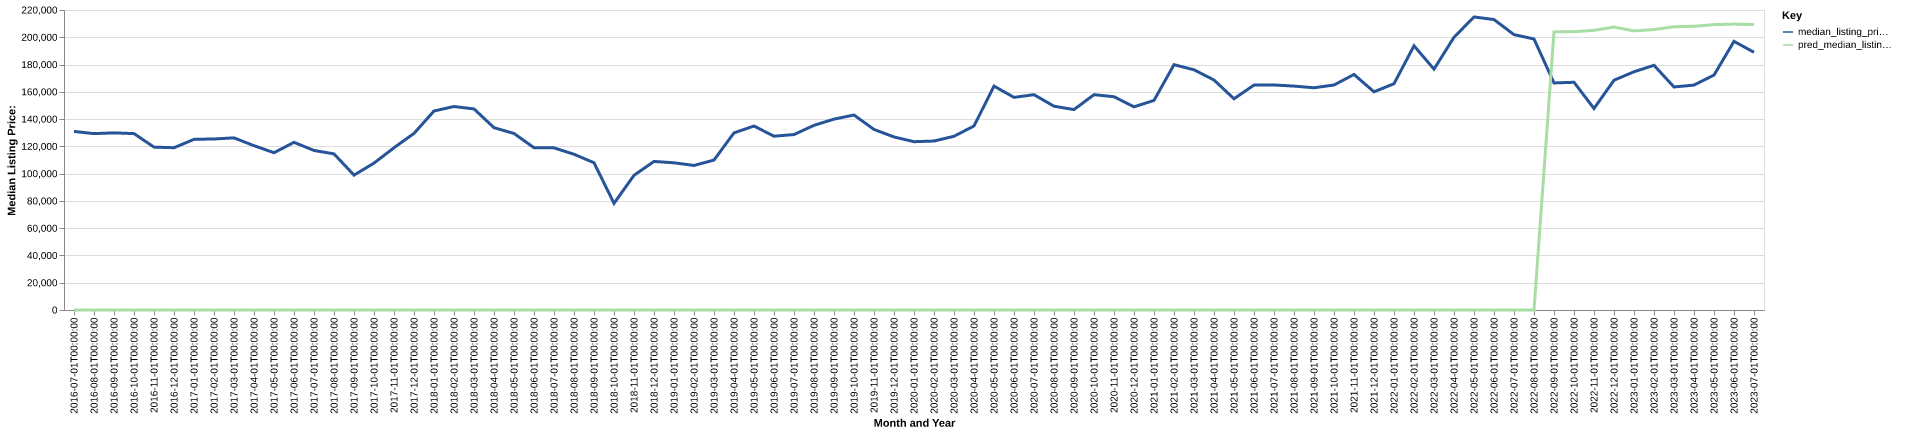 220,000
200,000
180,000
160,000
140,000
120,000
100,000
80,000
60,000
40,000
20,000
0
Median Listing Price:
2016-07-01T00:00:00
2016-08-01T00:00:00
2016-09-01T00:00:00
2016-10-01T00:00:00
2016-11-01T00:00:00
2016-12-01T00:00:00
2017-01-01T00:00:00
2017-02-01T00:00:00
2017-03-01T00:00:00
2017-04-01T00:00:00
2017-05-01T00:00:00
2017-06-01T00:00:00
2017-07-01T00:00:00
2017-08-01T00:00:00
2017-09-01T00:00:00
2017-10-01T00:00:00
2017-11-01T00:00:00
2017-12-01T00:00:00
2018-01-01T00:00:00
2018-02-01T00:00:00
2018-03-01T00:00:00
2018-04-01T00:00:00
2018-05-01T00:00:00
2018-06-01T00:00:00
2018-07-01T00:00:00
2018-08-01T00:00:00
2018-09-01T00:00:00
2018-10-01T00:00:00
2018-11-01T00:00:00
2018-12-01T00:00:00
2019-01-01T00:00:00
2019-02-01T00:00:00
2019-03-01T00:00:00
2019-04-01T00:00:00
2019-05-01T00:00:00
2019-06-01T00:00:00
2019-07-01T00:00:00
2019-08-01T00:00:00
2019-09-01T00:00:00
2019-10-01T00:00:00
2019-11-01T00:00:00
2019-12-01T00:00:00
2020-01-01T00:00:00
2020-02-01T00:00:00
2020-03-01T00:00:00
2020-04-01T00:00:00
2020-05-01T00:00:00
2020-06-01T00:00:00
2020-07-01T00:00:00
2020-08-01T00:00:00
2020-09-01T00:00:00
2020-10-01T00:00:00
2020-11-01T00:00:00
2020-12-01T00:00:00
2021-01-01T00:00:00
2021-02-01T00:00:00
2021-03-01T00:00:00
2021-04-01T00:00:00
2021-05-01T00:00:00
2021-06-01T00:00:00
2021-07-01T00:00:00
2021-08-01T00:00:00
2021-09-01T00:00:00
2021-10-01T00:00:00
2021-11-01T00:00:00
2021-12-01T00:00:00
2022-01-01T00:00:00
2022-02-01T00:00:00
2022-03-01T00:00:00
2022-04-01T00:00:00
2022-05-01T00:00:00
2022-06-01T00:00:00
2022-07-01T00:00:00
2022-08-01T00:00:00
2022-09-01T00:00:00
2022-10-01T00:00:00
2022-11-01T00:00:00
2022-12-01T00:00:00
2023-01-01T00:00:00
2023-02-01T00:00:00
2023-03-01T00:00:00
2023-04-01T00:00:00
2023-05-01T00:00:00
2023-06-01T00:00:00
2023-07-01T00:00:00
Month and Year
Key
median_listing_pri…
pred_median_listin…